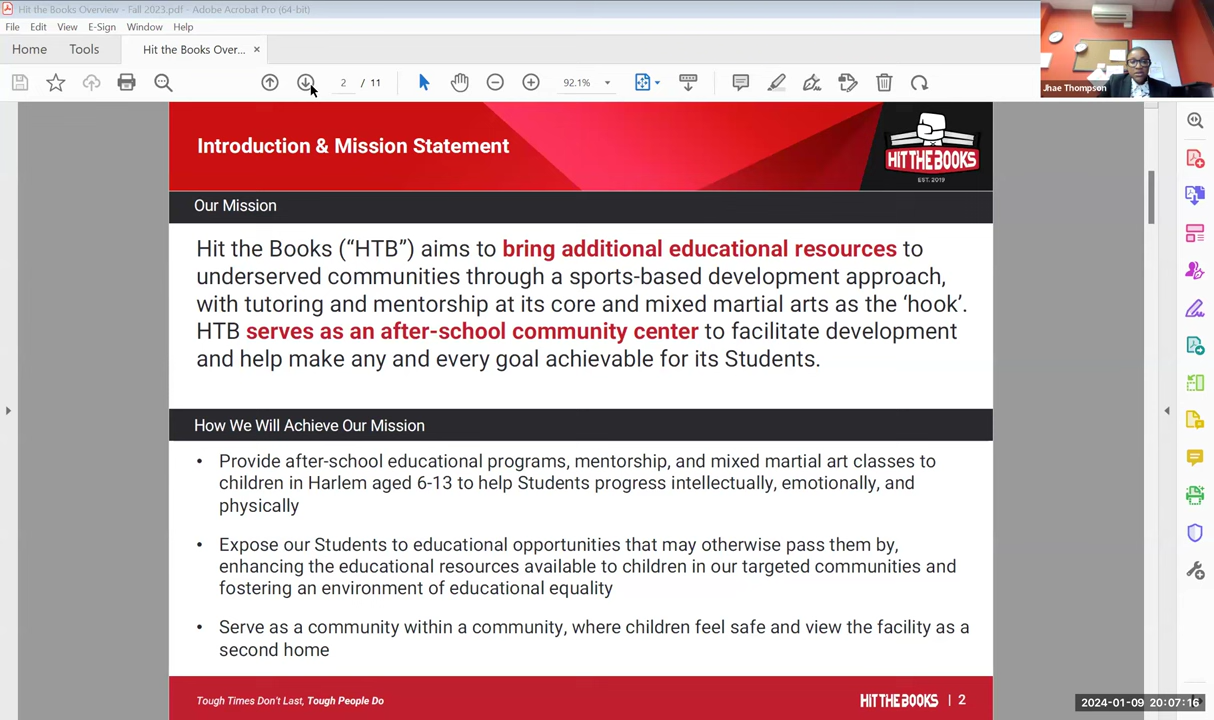 Hit the Books Overview - Fall 2023.pdf - Adobe Acrobat Pro (64-bit)
File Edit View E-Sign Window Help
Home Tools Hit the Books Over... ×
2 / 11 92.1%
Jhae Thompson
Introduction & Mission Statement
HIT THE BOOKS
EST. 2019
Our Mission
Hit the Books (“HTB”) aims to bring additional educational resources to
underserved communities through a sports-based development approach,
with tutoring and mentorship at its core and mixed martial arts as the ‘hook’.
HTB serves as an after-school community center to facilitate development
and help make any and every goal achievable for its Students.
How We Will Achieve Our Mission
• Provide after-school educational programs, mentorship, and mixed martial art classes to
children in Harlem aged 6-13 to help Students progress intellectually, emotionally, and
physically
• Expose our Students to educational opportunities that may otherwise pass them by,
enhancing the educational resources available to children in our targeted communities and
fostering an environment of educational equality
• Serve as a community within a community, where children feel safe and view the facility as a
second home
Tough Times Don't Last, Tough People Do
HIT THE BOOKS | 2
2024-01-09 20:07:16